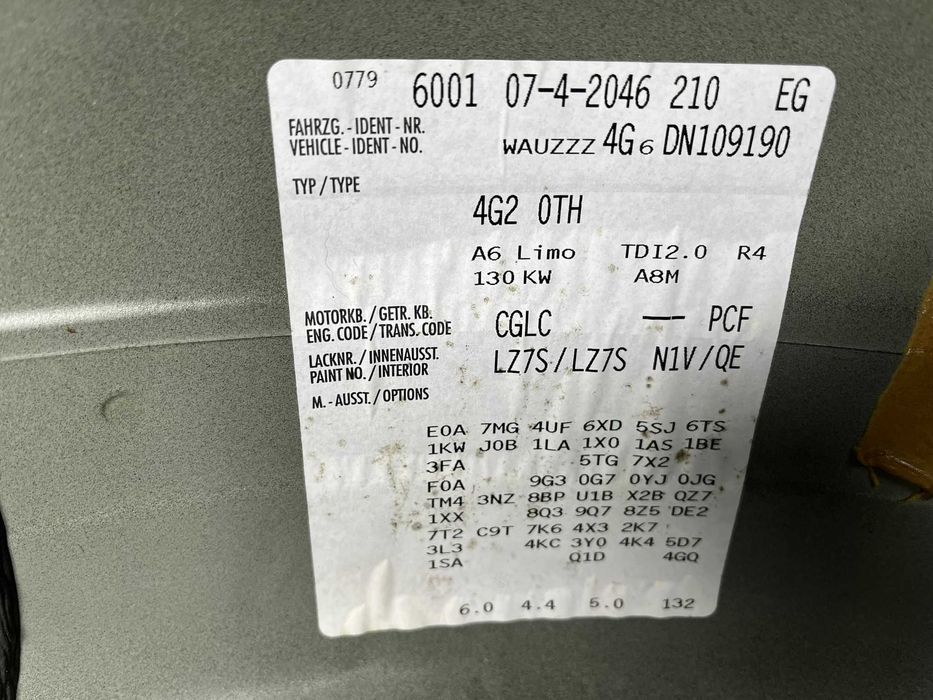 0779 6001 07-4-2046 210 EG
FAHRZG. - IDENT - NR.
VEHICLE - IDENT - NO. WAUZZZ 4G6 DN109190
TYP / TYPE
4G2 0TH
A6 Limo TDI2.0 R4
130 KW A8M
MOTORKB. / GETR. KB.
ENG. CODE / TRANS. CODE CGLC -- PCF
LACKNR. / INNENAUSST.
PAINT NO. / INTERIOR LZ7S/LZ7S N1V/QE
M. - AUSST. / OPTIONS
E0A 7MG 4UF 6XD 5SJ 6TS
1KW J0B 1LA 1X0 1AS 1BE
3FA 5TG 7X2
F0A 9G3 0G7 0YJ 0JG
TM4 3NZ 8BP U1B X2B QZ7
1XX 8Q3 9Q7 8Z5 DE2
7T2 C9T 7K6 4X3 2K7
3L3 4KC 3Y0 4K4 5D7
1SA Q1D 4GQ
6.0 4.4 5.0 132